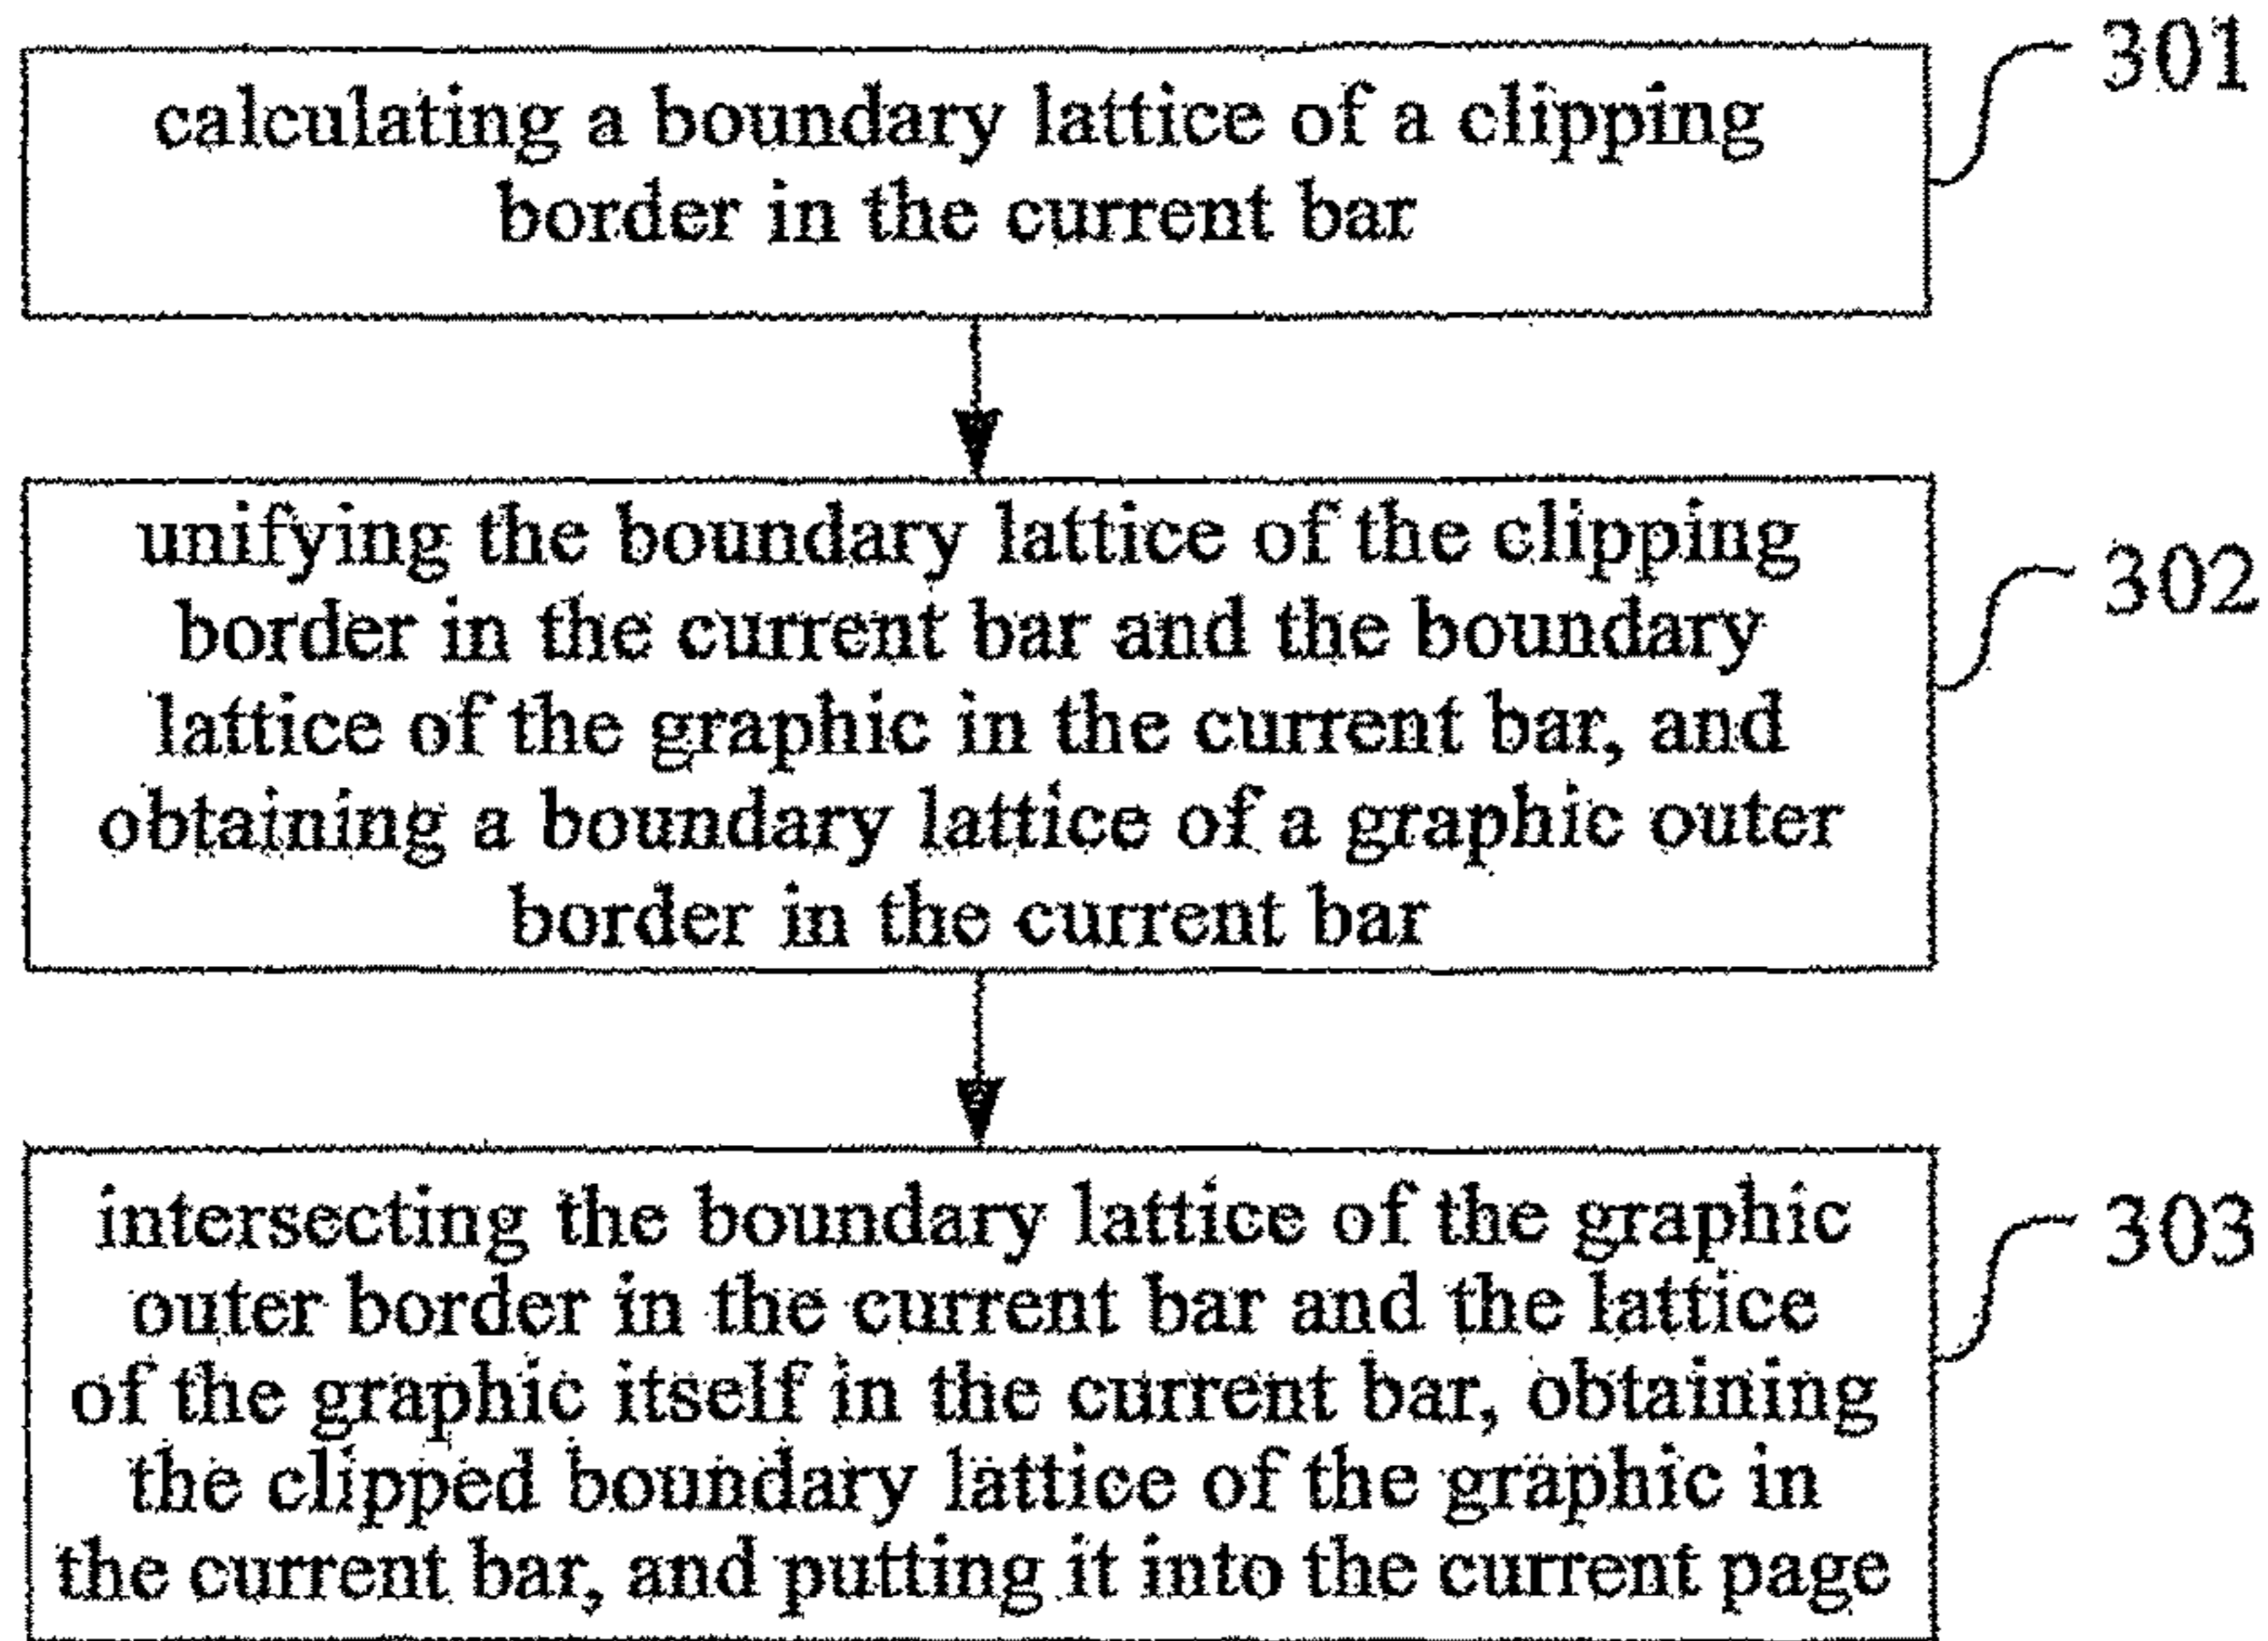 301
calculating a boundary lattice of a clipping
border in the current bar
302
unifying the boundary lattice of the clipping
border in the current bar and the boundary
lattice of the graphic in the current bar, and
obtaining a boundary lattice of a graphic outer
border in the current bar
303
intersecting the boundary lattice of the graphic
outer border in the current bar and the lattice
of the graphic itself in the current bar, obtaining
the clipped boundary lattice of the graphic in
the current bar, and putting it into the current page